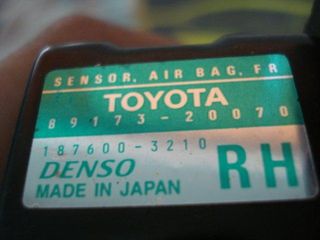 SENSOR, AIR BAG, FR
TOYOTA
89173-20070
187600-3210
DENSO
MADE IN JAPAN
RH